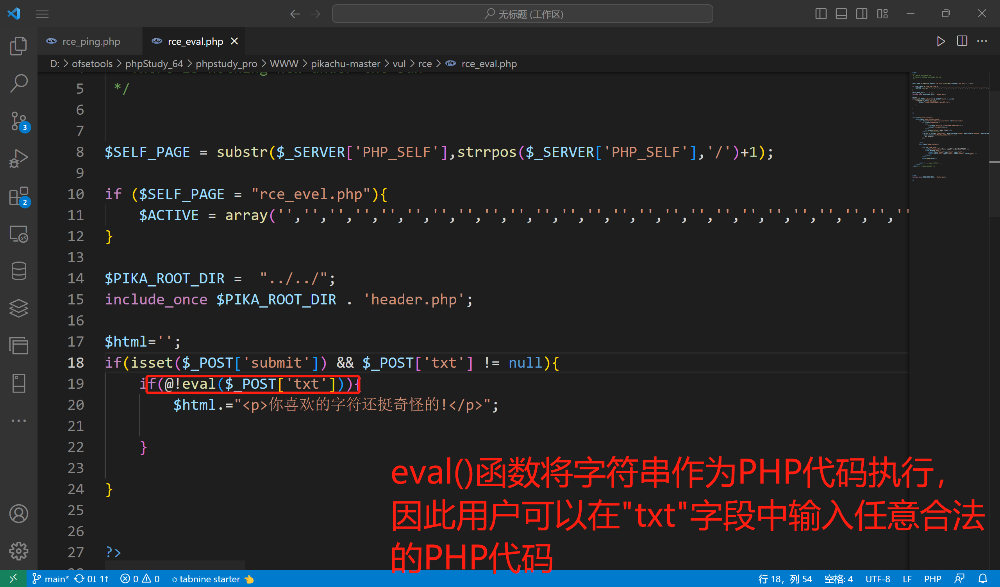 无标题 (工作区)
rce_ping.php
rce_eval.php
D: > ofsetools > phpStudy_64 > phpstudy_pro > WWW > pikachu-master > vul > rce > rce_eval.php
5 */
6
7
8 $SELF_PAGE = substr($_SERVER['PHP_SELF'],strrpos($_SERVER['PHP_SELF'],'/')+1);
9
10 if ($SELF_PAGE = "rce_evel.php"){
11 $ACTIVE = array('','','','','','','','','','','','','','','','','','','','','','','','',''
12 }
13
14 $PIKA_ROOT_DIR =  "../../";
15 include_once $PIKA_ROOT_DIR . 'header.php';
16
17 $html='';
18 if(isset($_POST['submit']) && $_POST['txt'] != null){
19 if(@!eval($_POST['txt'])){
20 $html.="<p>你喜欢的字符还挺奇怪的!</p>";
21
22 }
23
24 }
25
26
27 ?>
eval()函数将字符串作为PHP代码执行，
因此用户可以在"txt"字段中输入任意合法
的PHP代码
3
2
main* 0↓ 1↑ 0 0 tabnine starter 行 18，列 54 空格: 4 UTF-8 LF PHP